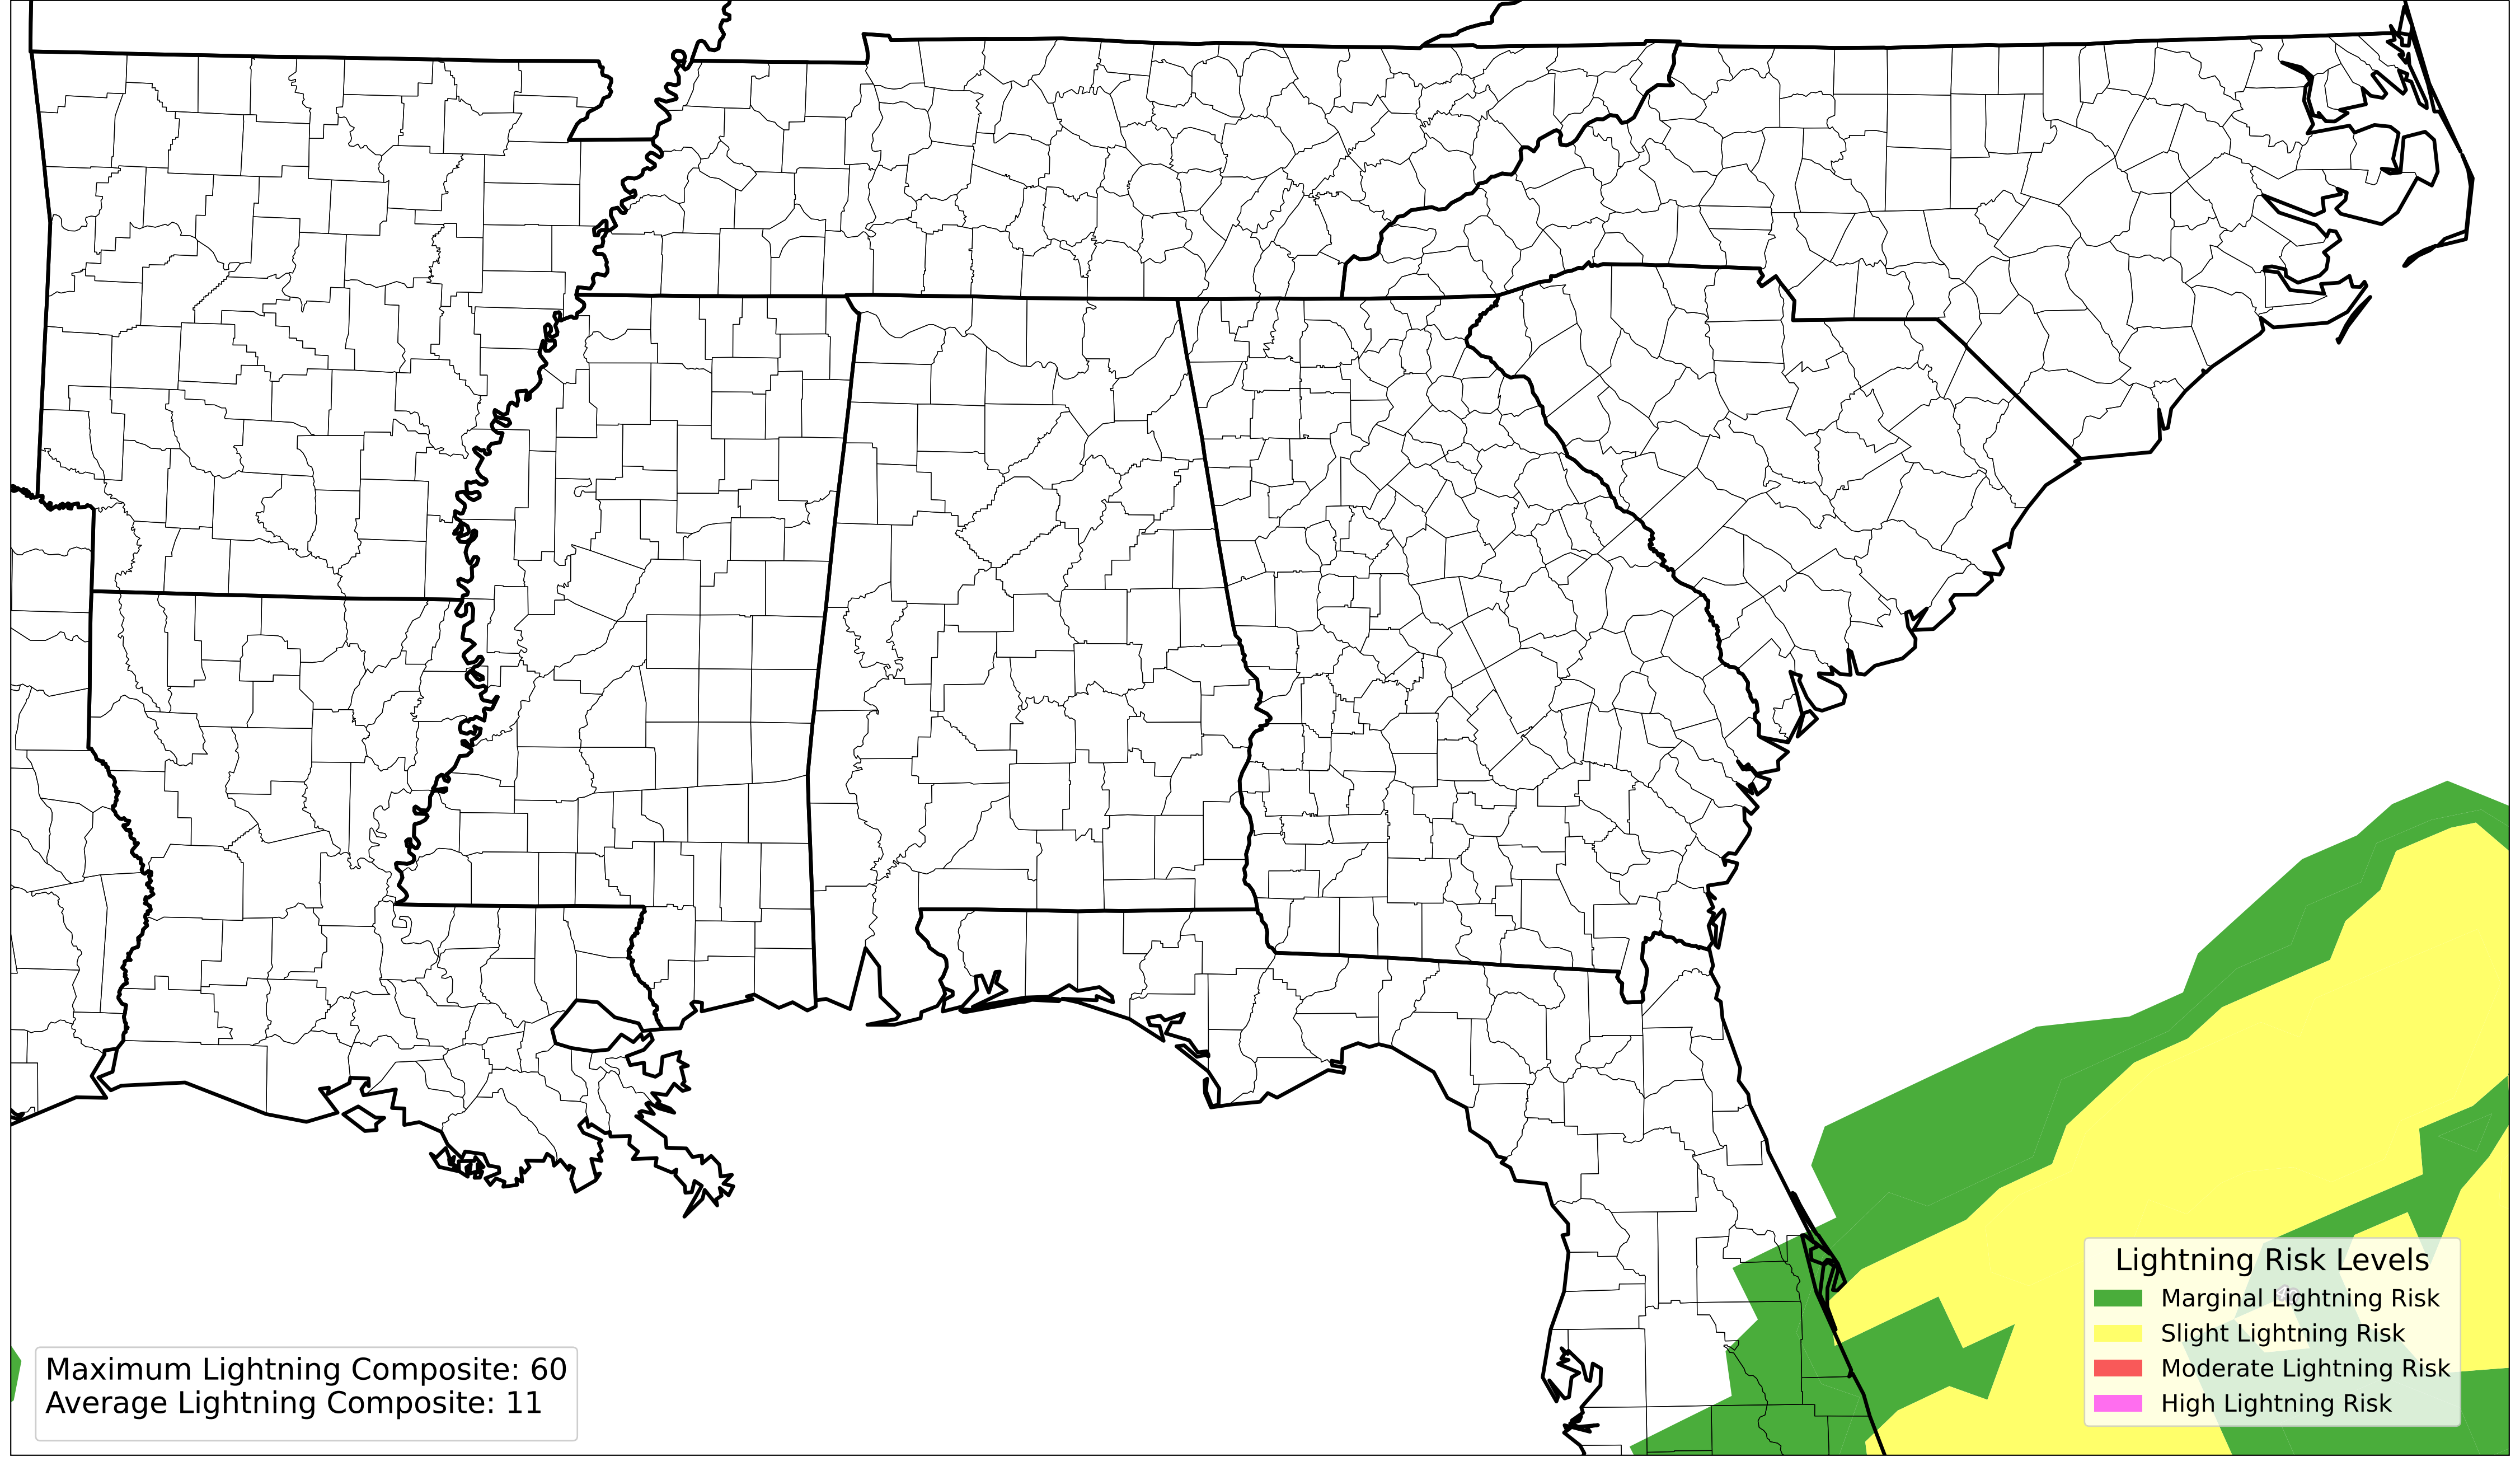 Maximum Lightning Composite: 60
Average Lightning Composite: 11
Lightning Risk Levels
Marginal Lightning Risk
Slight Lightning Risk
Moderate Lightning Risk
High Lightning Risk